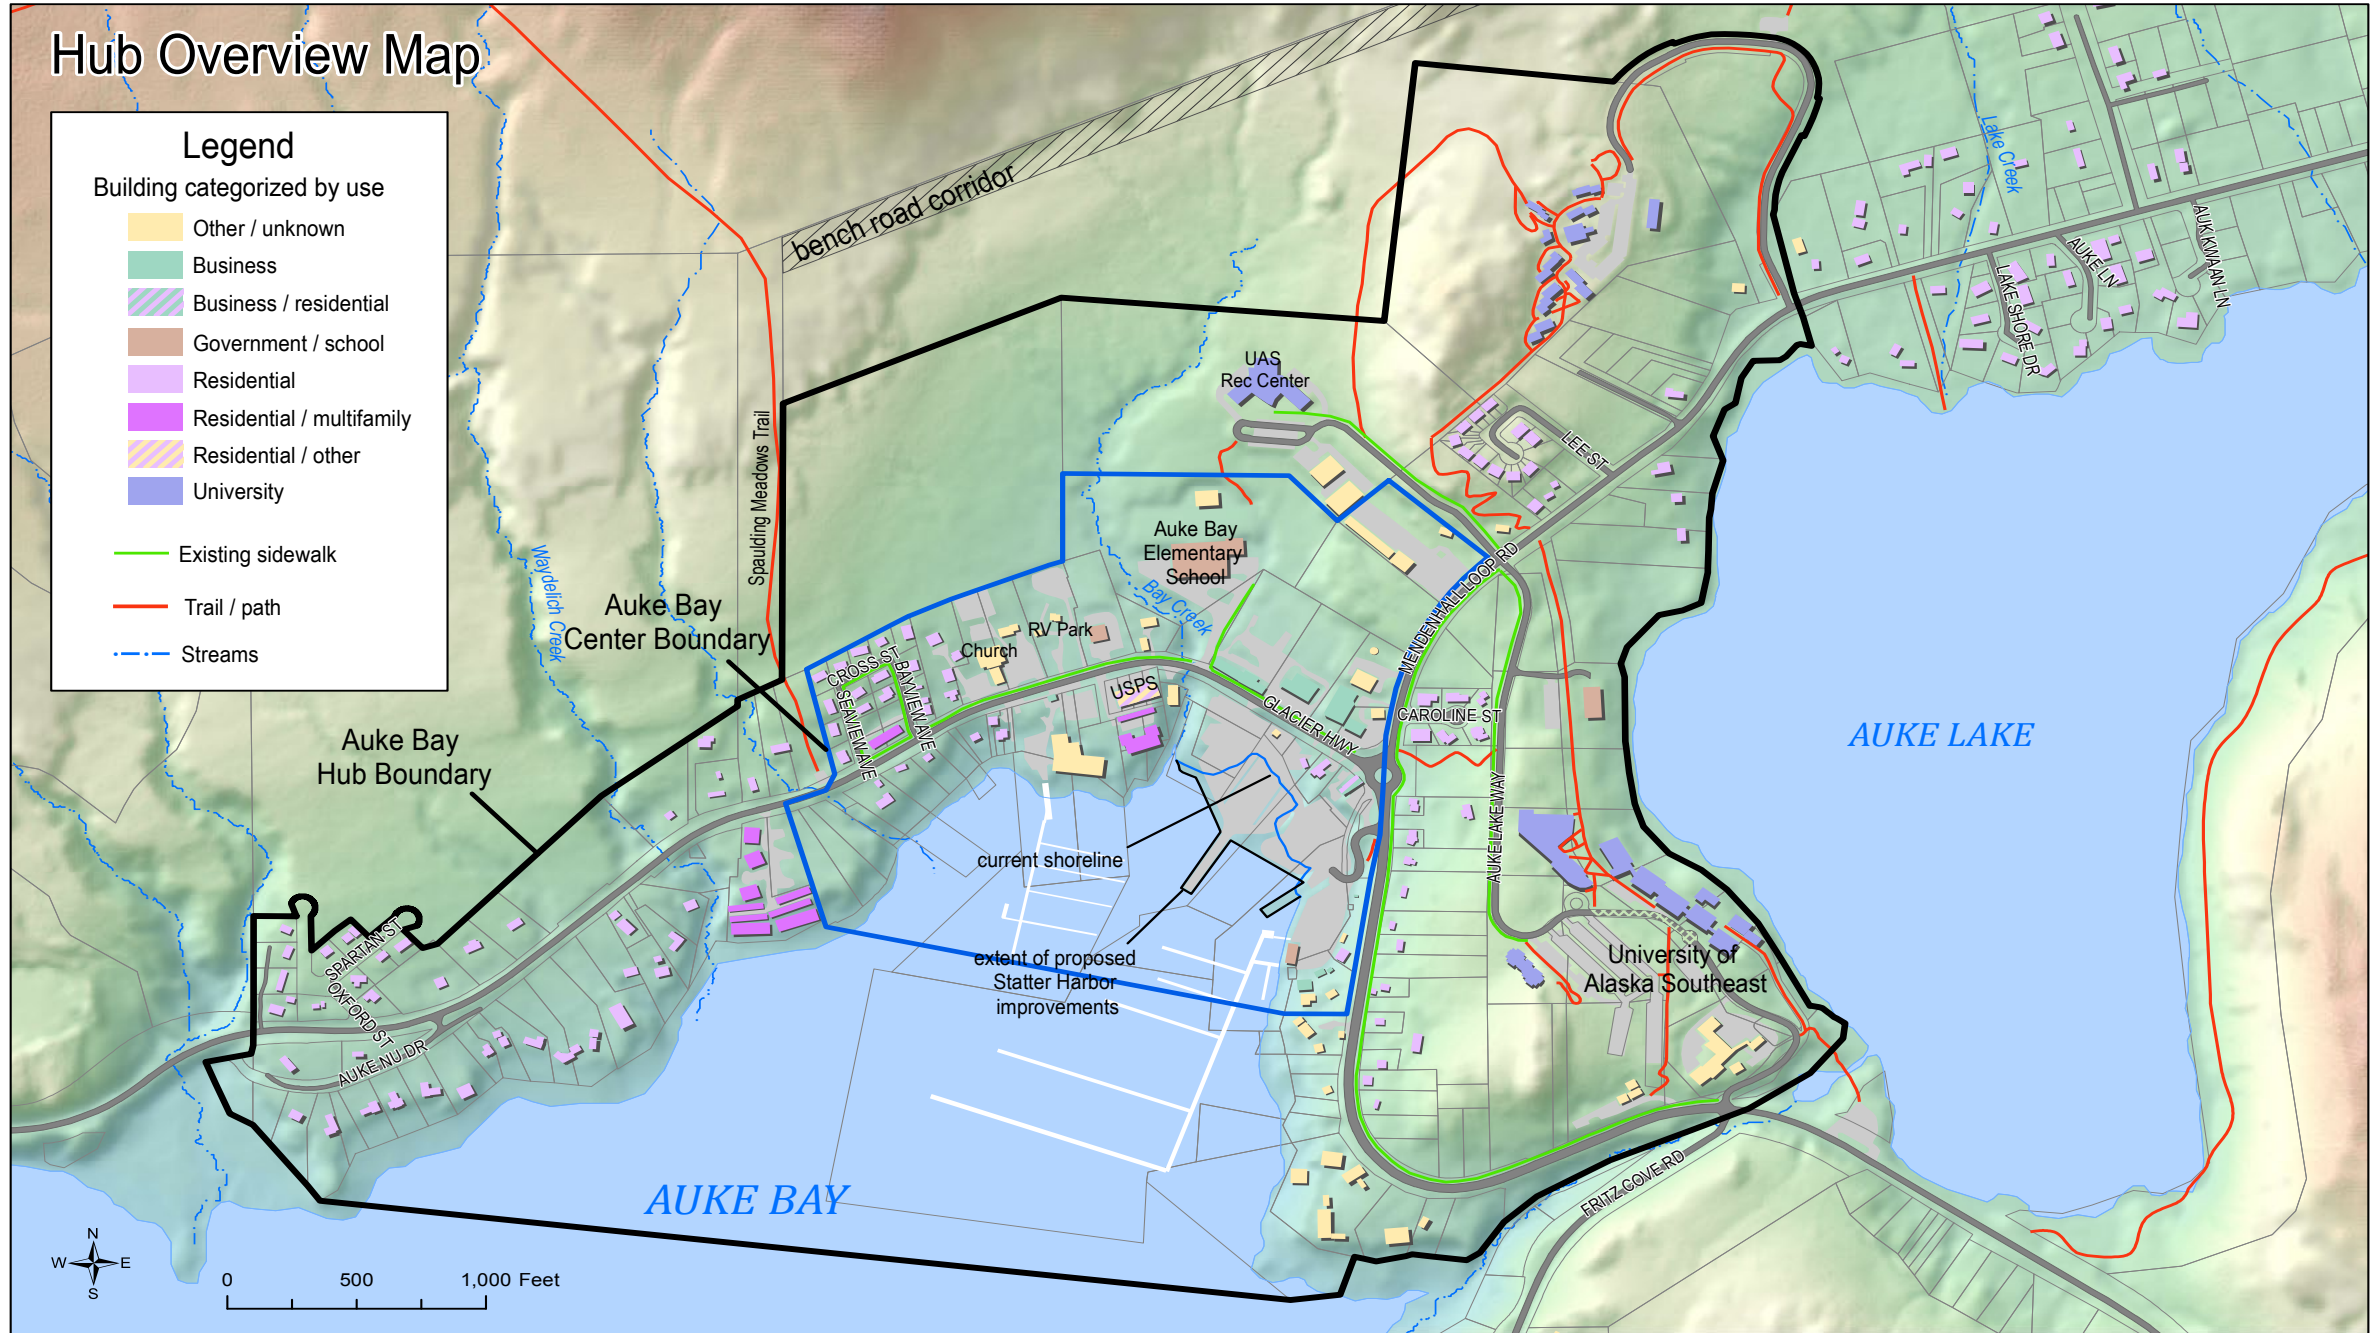 Hub Overview Map
Legend
Building categorized by use
Other / unknown
Business
Business / residential
Government / school
Residential
Residential / multifamily
Residential / other
University
Existing sidewalk
Trail / path
Streams
bench road corridor
Lake Creek
AUK KWAAN LN
AUKE LN
LAKE SHORE DR
UAS
Rec Center
LEE ST
Spaulding Meadows Trail
Waydelich Creek
Auke Bay
Elementary
School
Bay Creek
MENDENHALL LOOP RD
Auke Bay
Center Boundary
RV Park
Church
CROSS ST
BAYVIEW AVE
SEAVIEW AVE
USPS
GLACIER HWY
CAROLINE ST
AUKE LAKE WAY
AUKE LAKE
Auke Bay
Hub Boundary
current shoreline
extent of proposed
Statter Harbor
improvements
University of
Alaska Southeast
SPARTAN ST
OXFORD ST
AUKE NU DR
FRITZ COVE RD
AUKE BAY
N
W
E
S
0 500 1,000 Feet